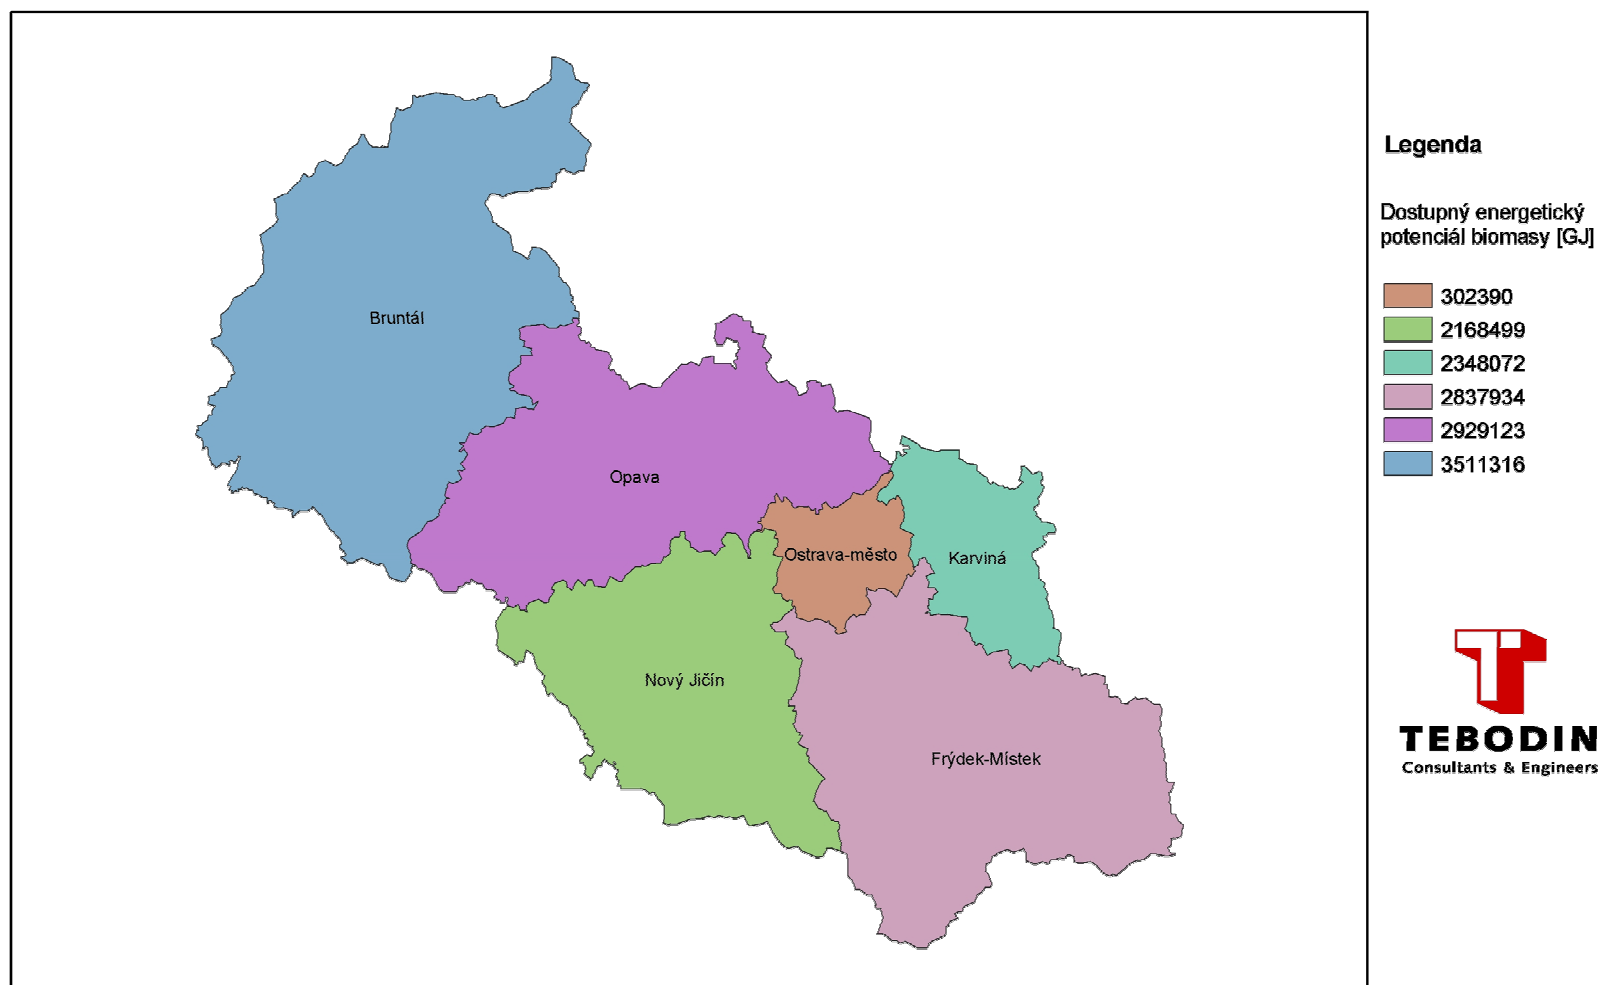 Legenda
Dostupný energetický
potenciál biomasy [GJ]
302390
2168499
2348072
2837934
2929123
3511316
Bruntál
Opava
Ostrava-město
Karviná
Nový Jičín
Frýdek-Místek
TEBODIN
Consultants & Engineers